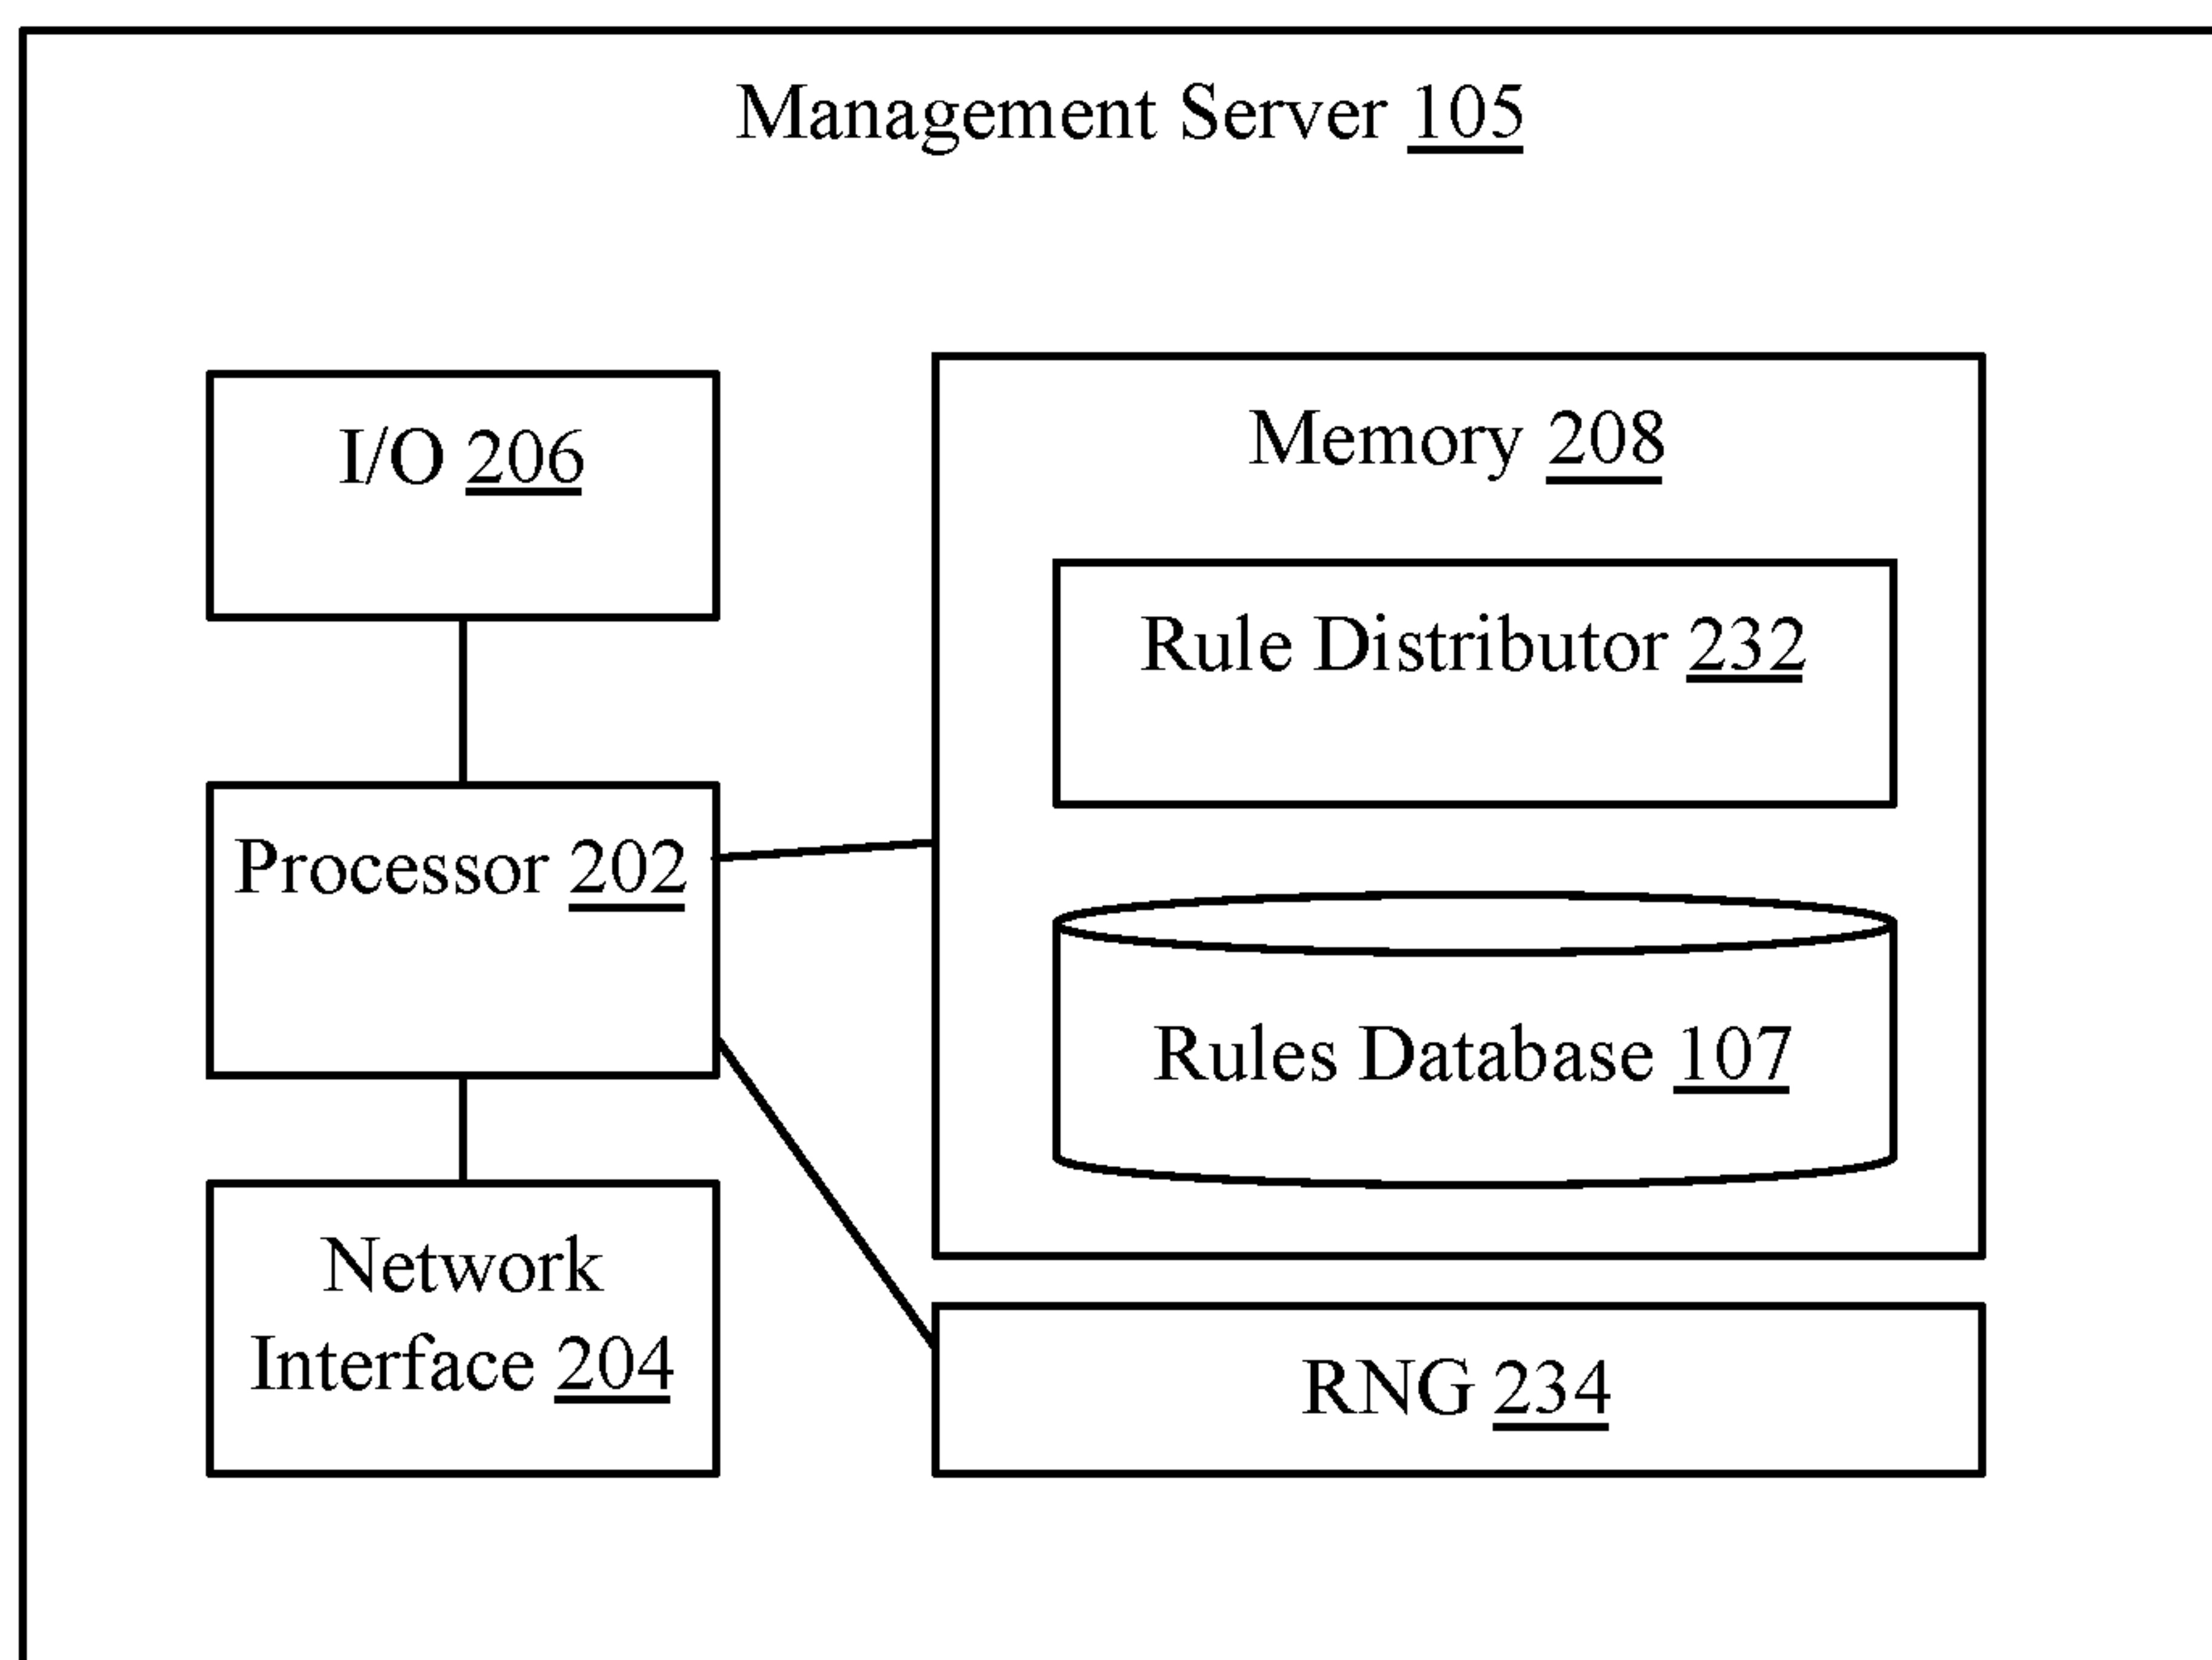 Management Server 105
I/O 206
Memory 208
Rule Distributor 232
Processor 202
Rules Database 107
Network
Interface 204
RNG 234